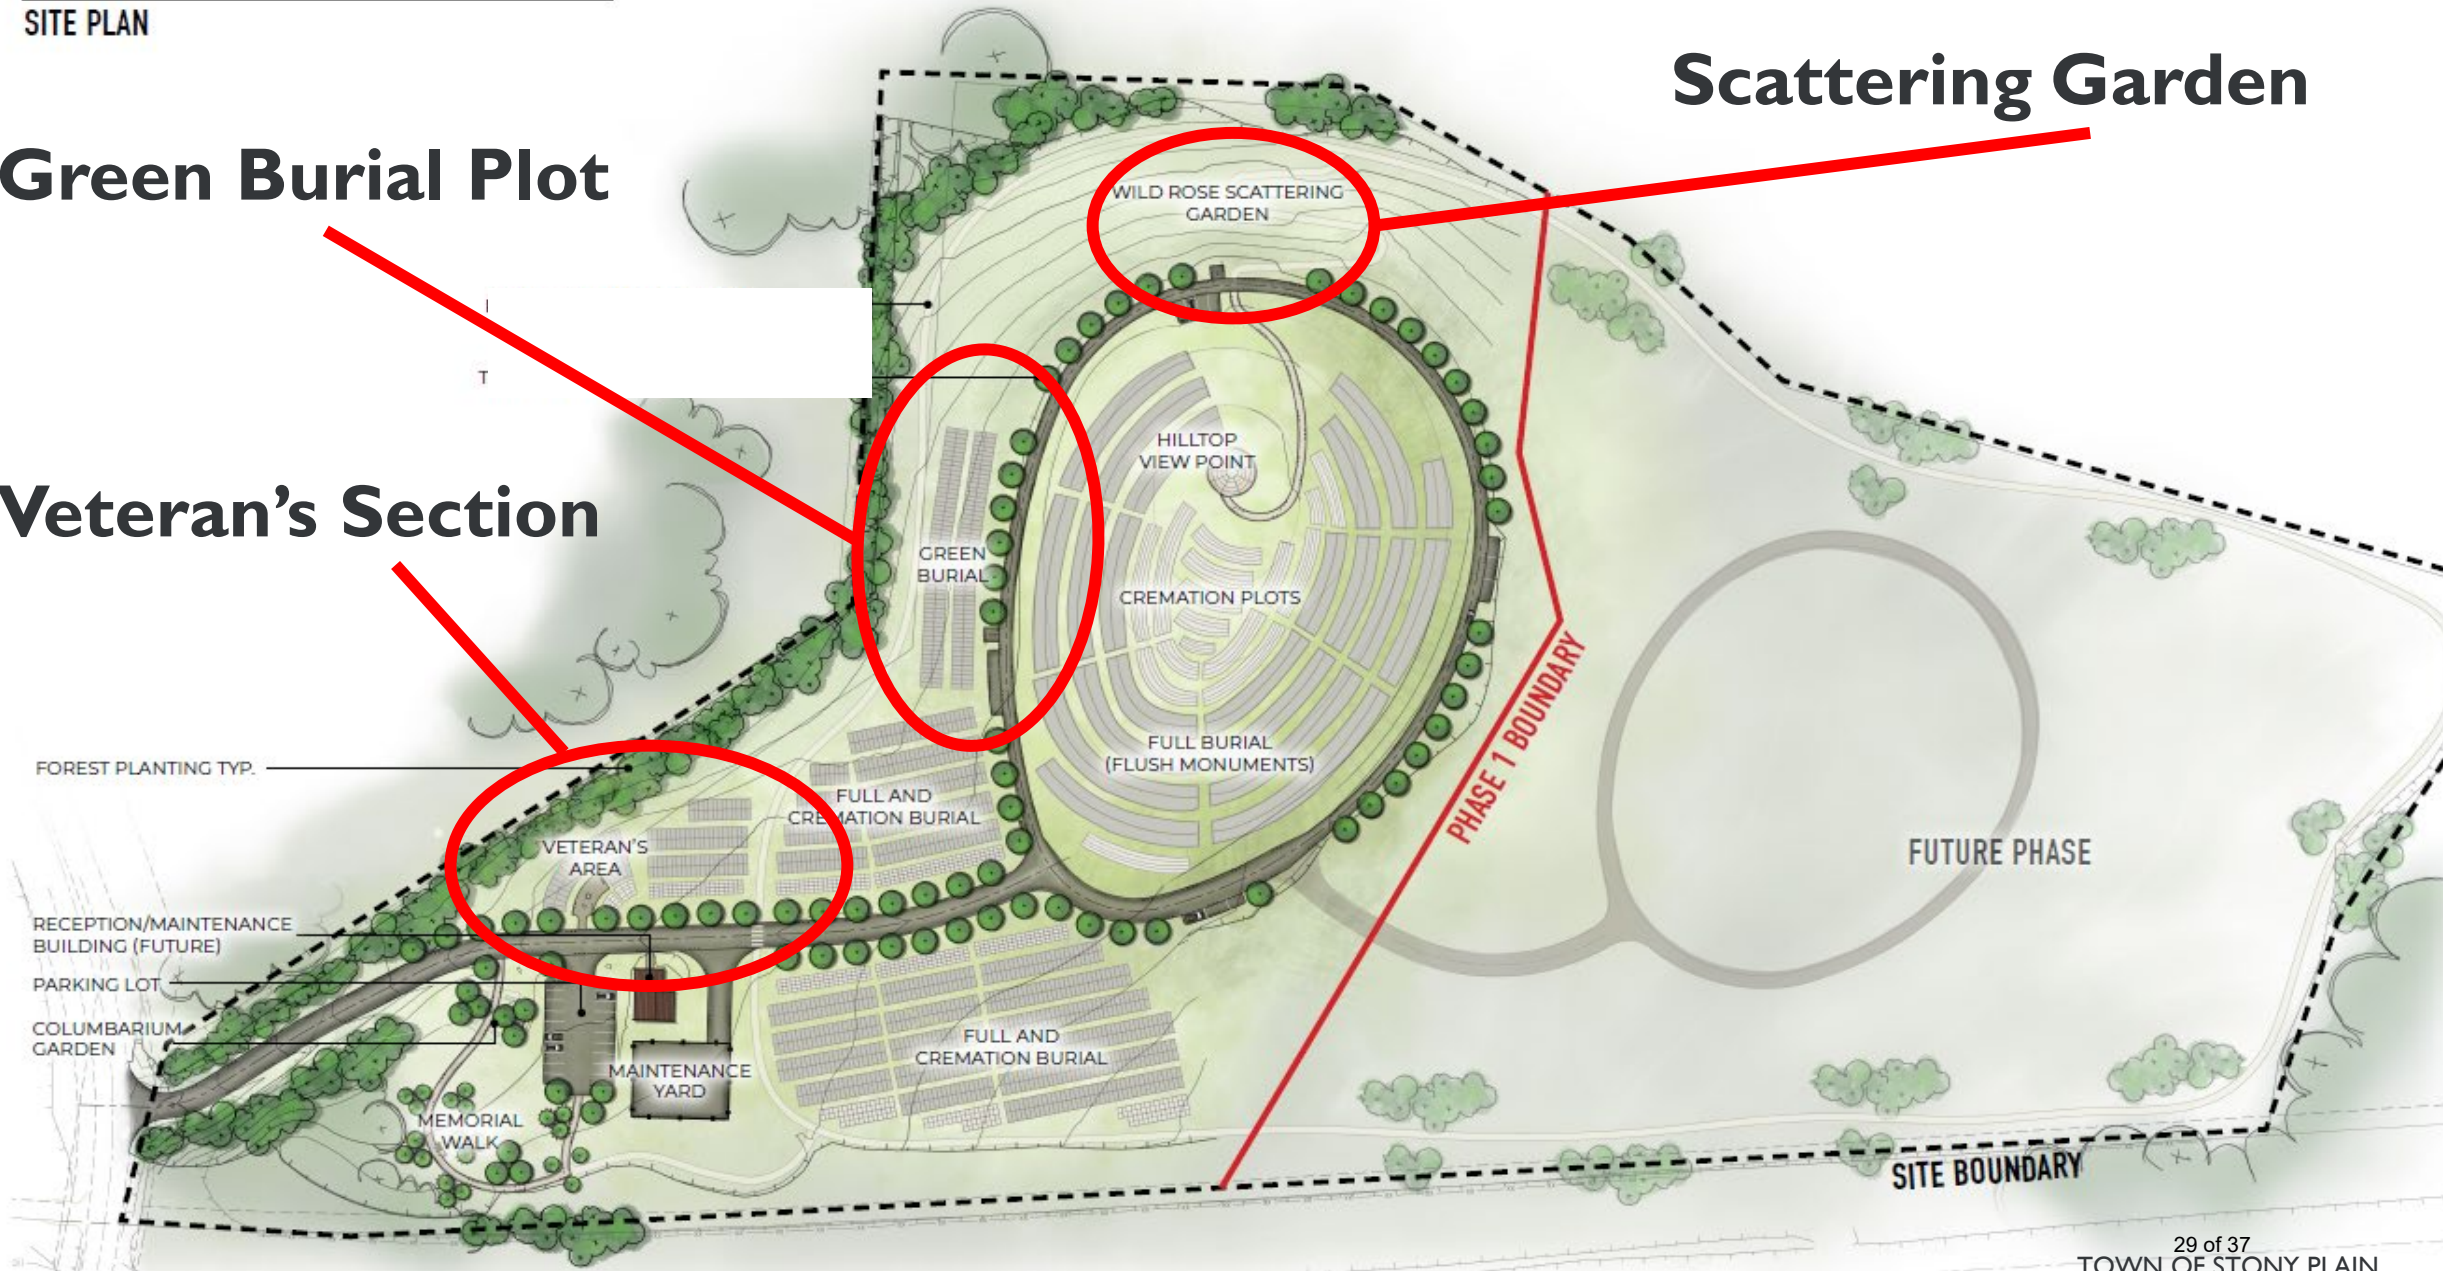 SITE PLAN
Scattering Garden
Green Burial Plot
WILD ROSE SCATTERING
GARDEN
T
HILLTOP
VIEW POINT
Veteran's Section
GREEN
BURIAL
CREMATION PLOTS
PHASE 1 BOUNDARY
FULL BURIAL
(FLUSH MONUMENTS)
FOREST PLANTING TYP.
FULL AND
CREMATION BURIAL
VETERAN'S
AREA
FUTURE PHASE
RECEPTION/MAINTENANCE
BUILDING (FUTURE)
PARKING LOT
COLUMBARIUM
GARDEN
FULL AND
CREMATION BURIAL
MAINTENANCE
YARD
MEMORIAL
WALK
SITE BOUNDARY
29 of 37
TOWN OF STONY PLAIN